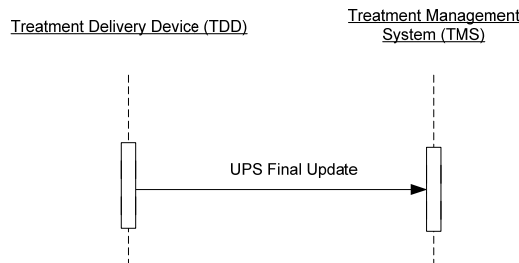 Treatment Delivery Device (TDD)
Treatment Management
System (TMS)
UPS Final Update